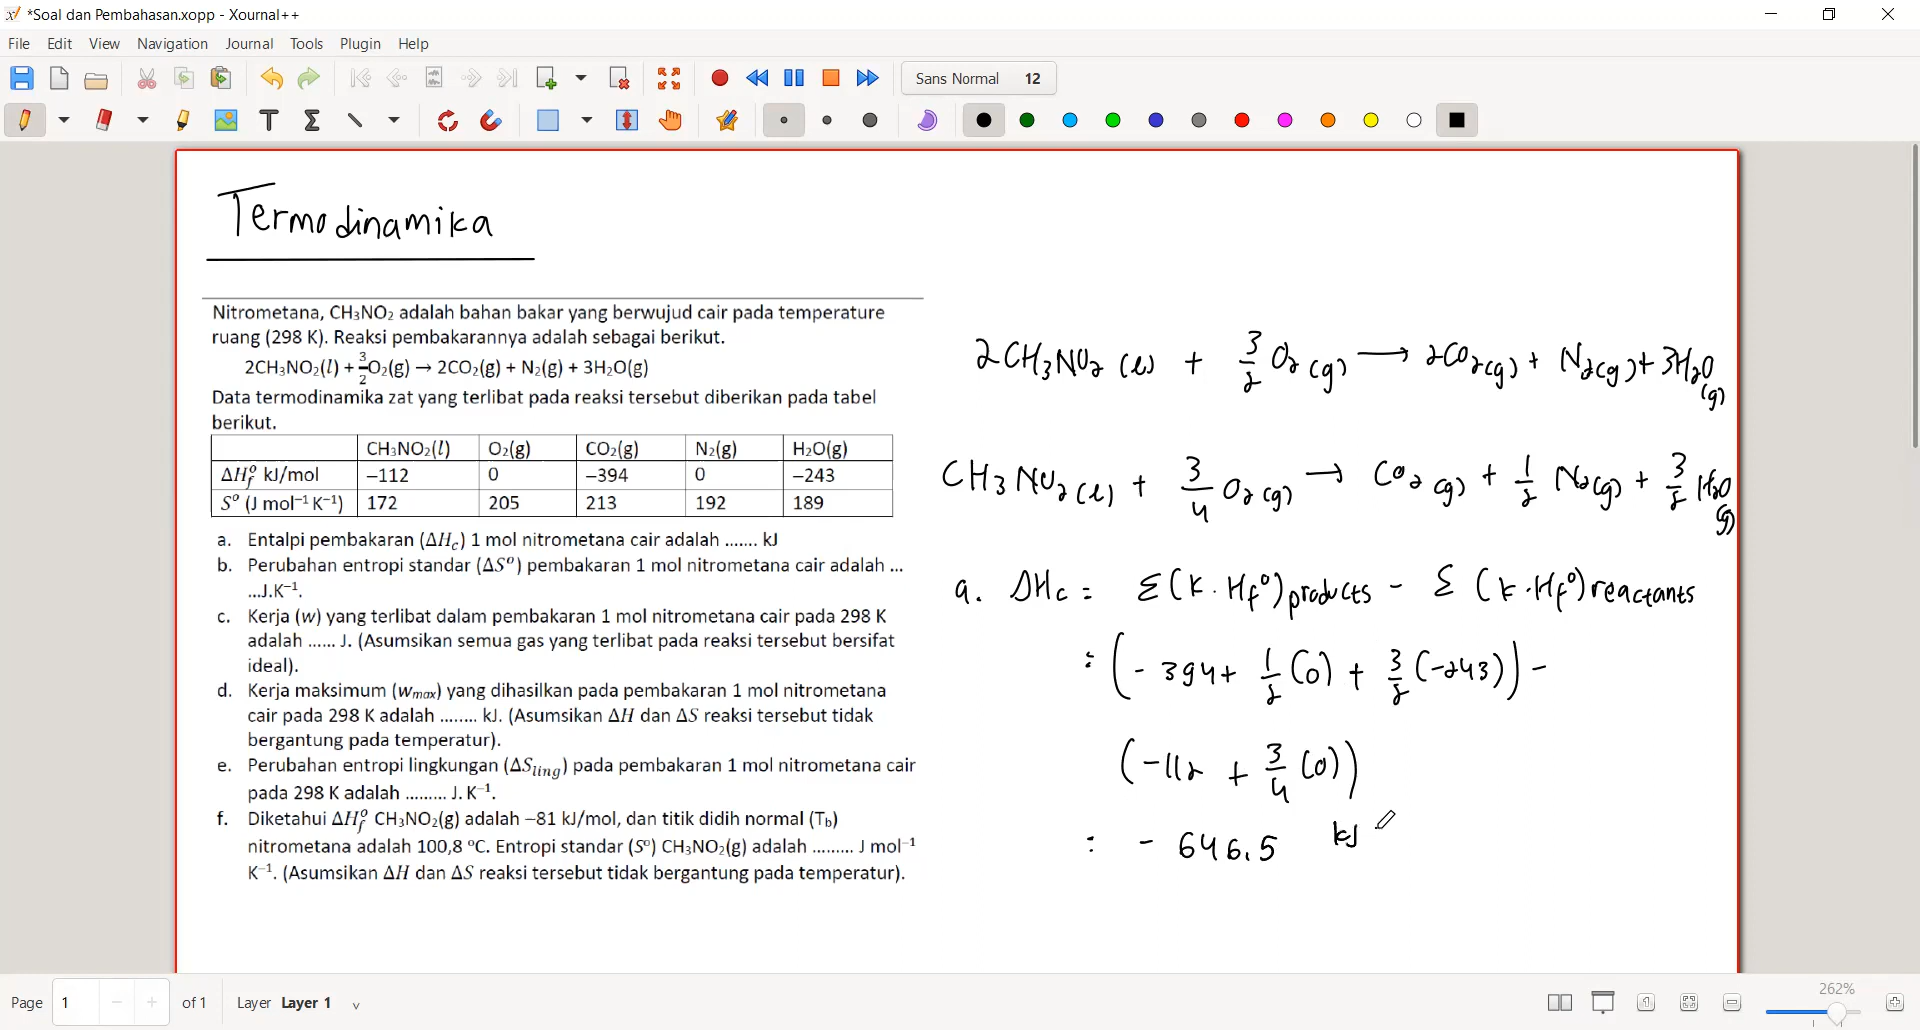 *Soal dan Pembahasan.xopp - Xournal++
File Edit View Navigation Journal Tools Plugin Help
Sans Normal 12
Termodinamika
Nitrometana, CH₃NO₂ adalah bahan bakar yang berwujud cair pada temperature
ruang (298 K). Reaksi pembakarannya adalah sebagai berikut.
2CH₃NO₂(l) + 3/2 O₂(g) → 2CO₂(g) + N₂(g) + 3H₂O(g)
Data termodinamika zat yang terlibat pada reaksi tersebut diberikan pada tabel
berikut.
CH₃NO₂(l) O₂(g) CO₂(g) N₂(g) H₂O(g)
ΔH_f^o kJ/mol −112 0 −394 0 −243
S^o (J mol⁻¹ K⁻¹) 172 205 213 192 189
a. Entalpi pembakaran (ΔH_c) 1 mol nitrometana cair adalah ....... kJ
b. Perubahan entropi standar (ΔS^o) pembakaran 1 mol nitrometana cair adalah ...
...J.K⁻¹.
c. Kerja (w) yang terlibat dalam pembakaran 1 mol nitrometana cair pada 298 K
adalah ...... J. (Asumsikan semua gas yang terlibat pada reaksi tersebut bersifat
ideal).
d. Kerja maksimum (w_max) yang dihasilkan pada pembakaran 1 mol nitrometana
cair pada 298 K adalah ........ kJ. (Asumsikan ΔH dan ΔS reaksi tersebut tidak
bergantung pada temperatur).
e. Perubahan entropi lingkungan (ΔS_ling) pada pembakaran 1 mol nitrometana cair
pada 298 K adalah ......... J. K⁻¹.
f. Diketahui ΔH_f^o CH₃NO₂(g) adalah −81 kJ/mol, dan titik didih normal (T_b)
nitrometana adalah 100,8 ºC. Entropi standar (Sº) CH₃NO₂(g) adalah ......... J mol⁻¹
K⁻¹. (Asumsikan ΔH dan ΔS reaksi tersebut tidak bergantung pada temperatur).
2CH₃NO₂ (l) + 3/2 O₂ (g) → 2CO₂(g) + N₂(g) + 3H₂O (g)
CH₃NO₂(l) + 3/4 O₂(g) → CO₂(g) + 1/2 N₂(g) + 3/2 H₂O (g)
a. ΔHc = Σ(K . Hf°)products - Σ (K . Hf°)reactants
= (- 394 + 1/2 (0) + 3/2 (-243)) -
(-112 + 3/4 (0))
= - 646.5 kJ
Page 1 of 1 Layer Layer 1 262%